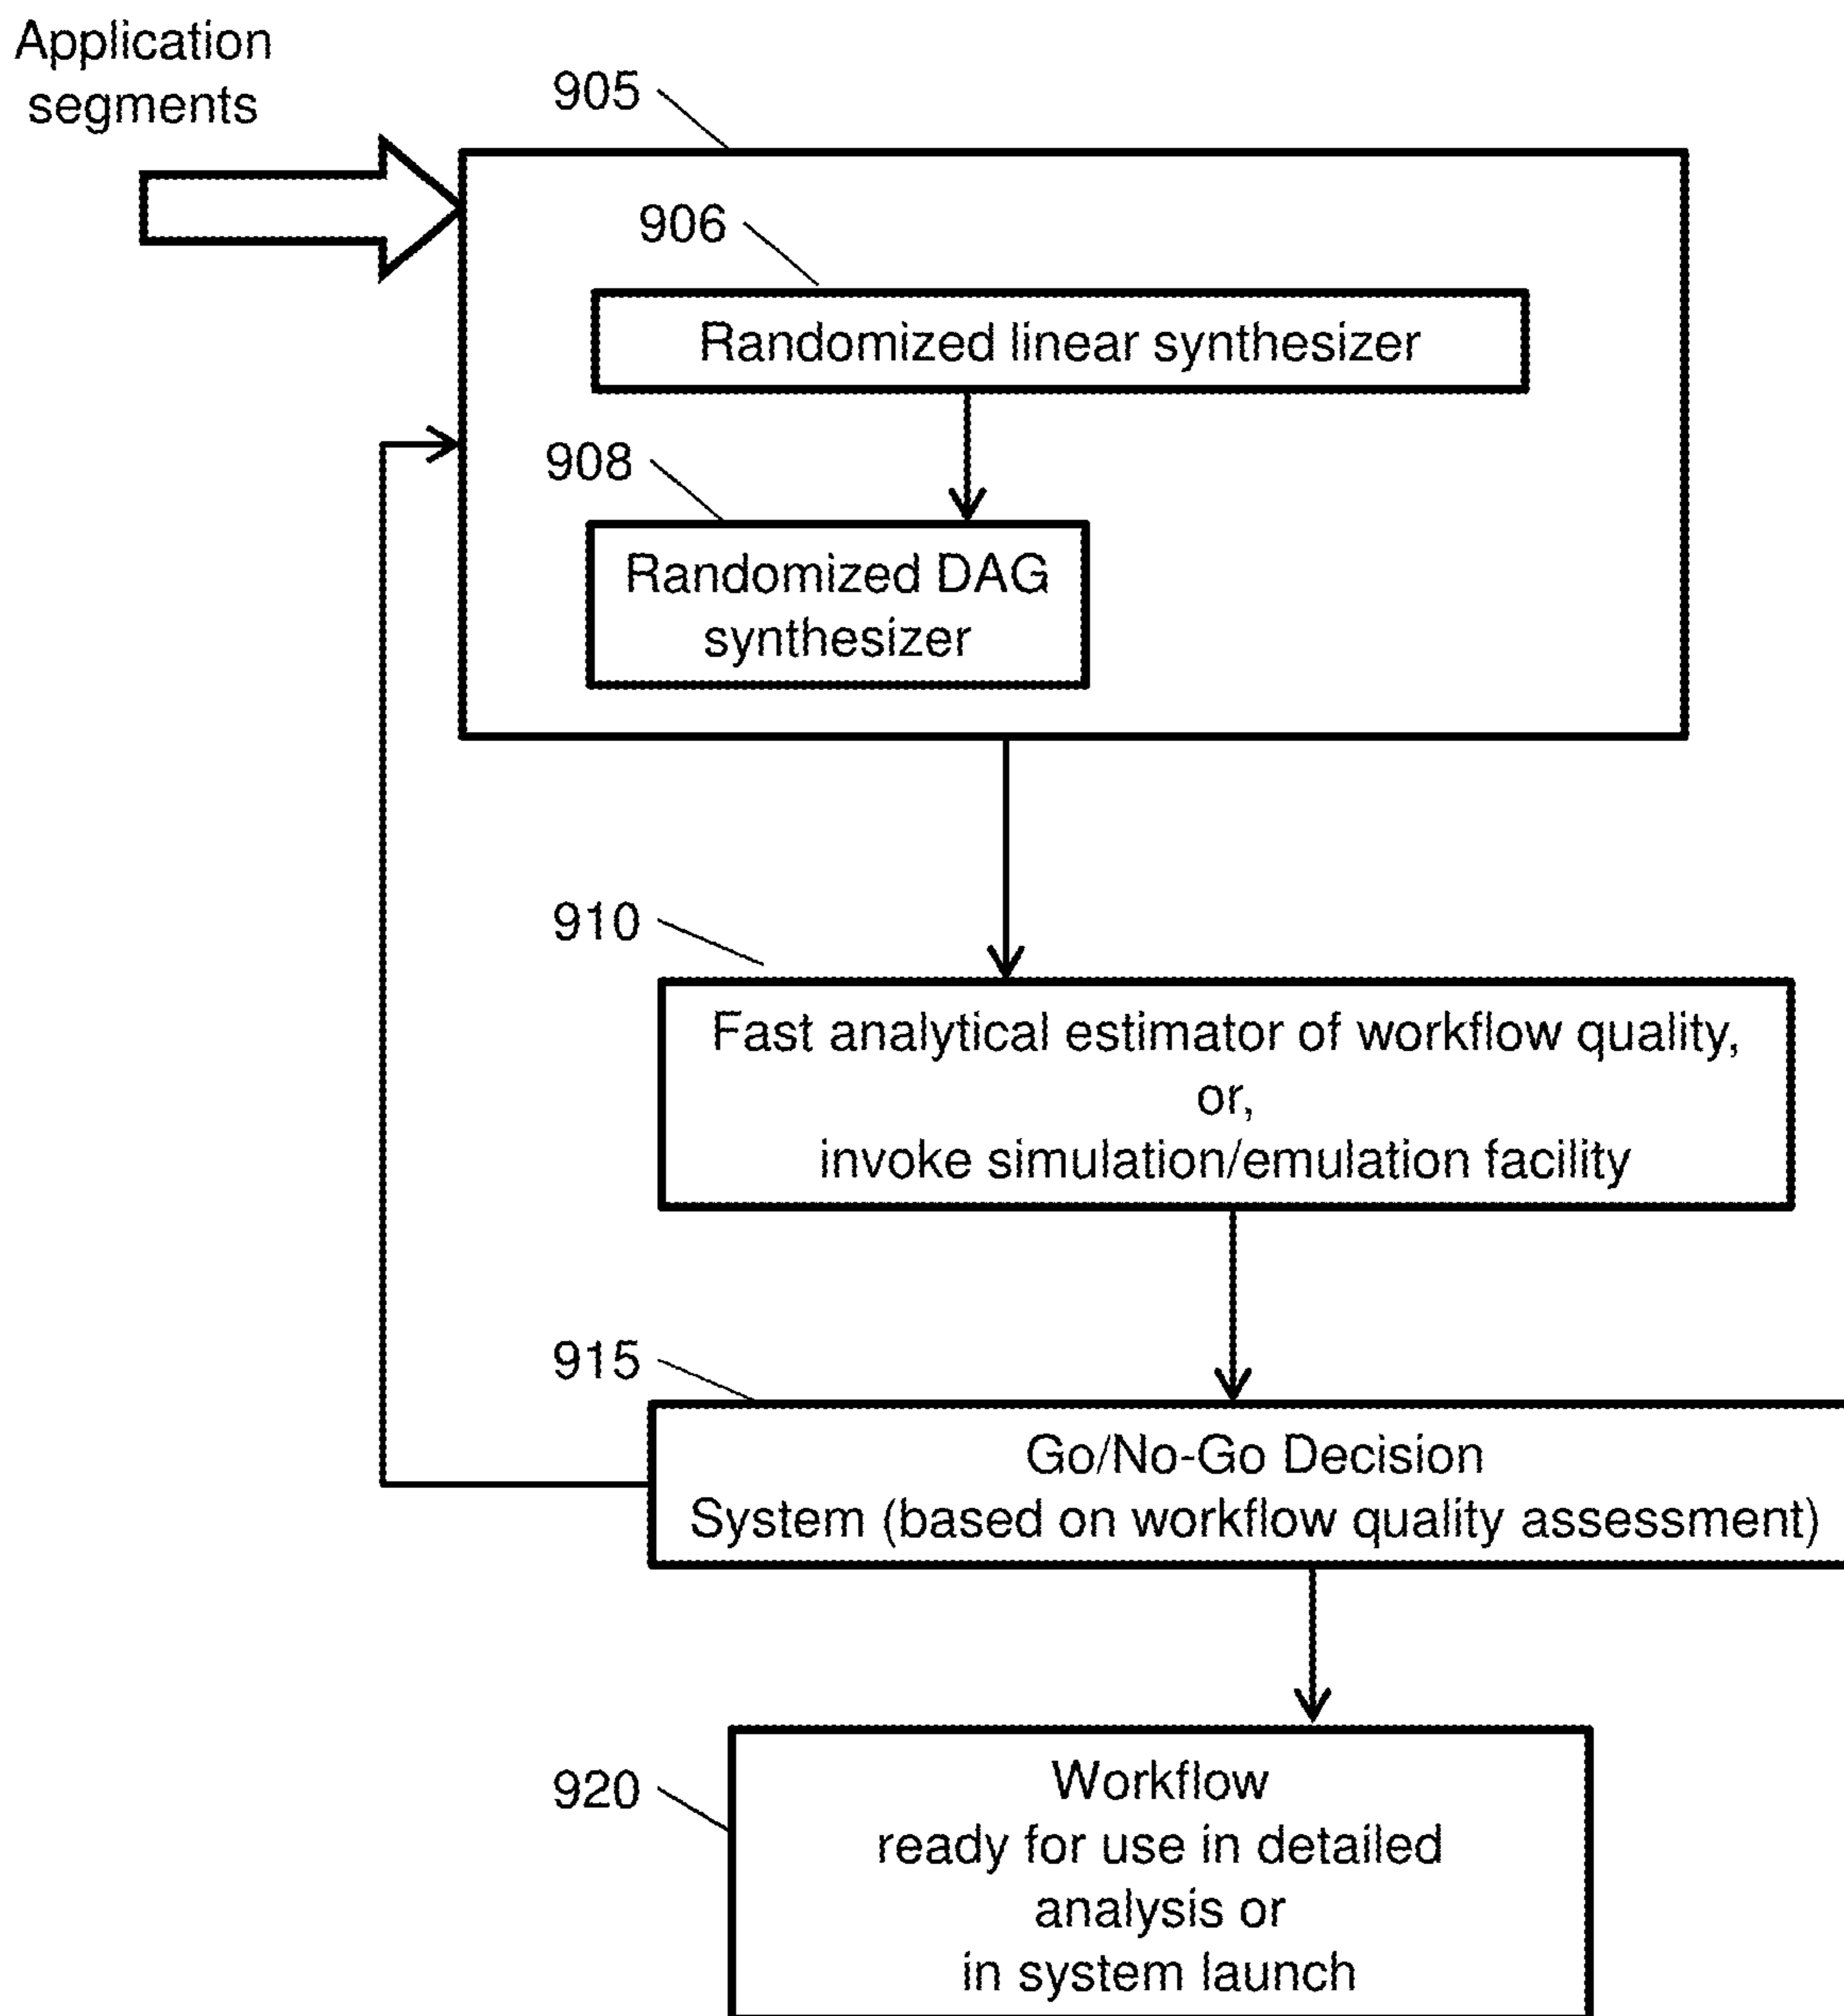 Application
segments
905
906
Randomized linear synthesizer
908
Randomized DAG
synthesizer
910
Fast analytical estimator of workflow quality,
or,
invoke simulation/emulation facility
915
Go/No-Go Decision
System (based on workflow quality assessment)
920
Workflow
ready for use in detailed
analysis or
in system launch